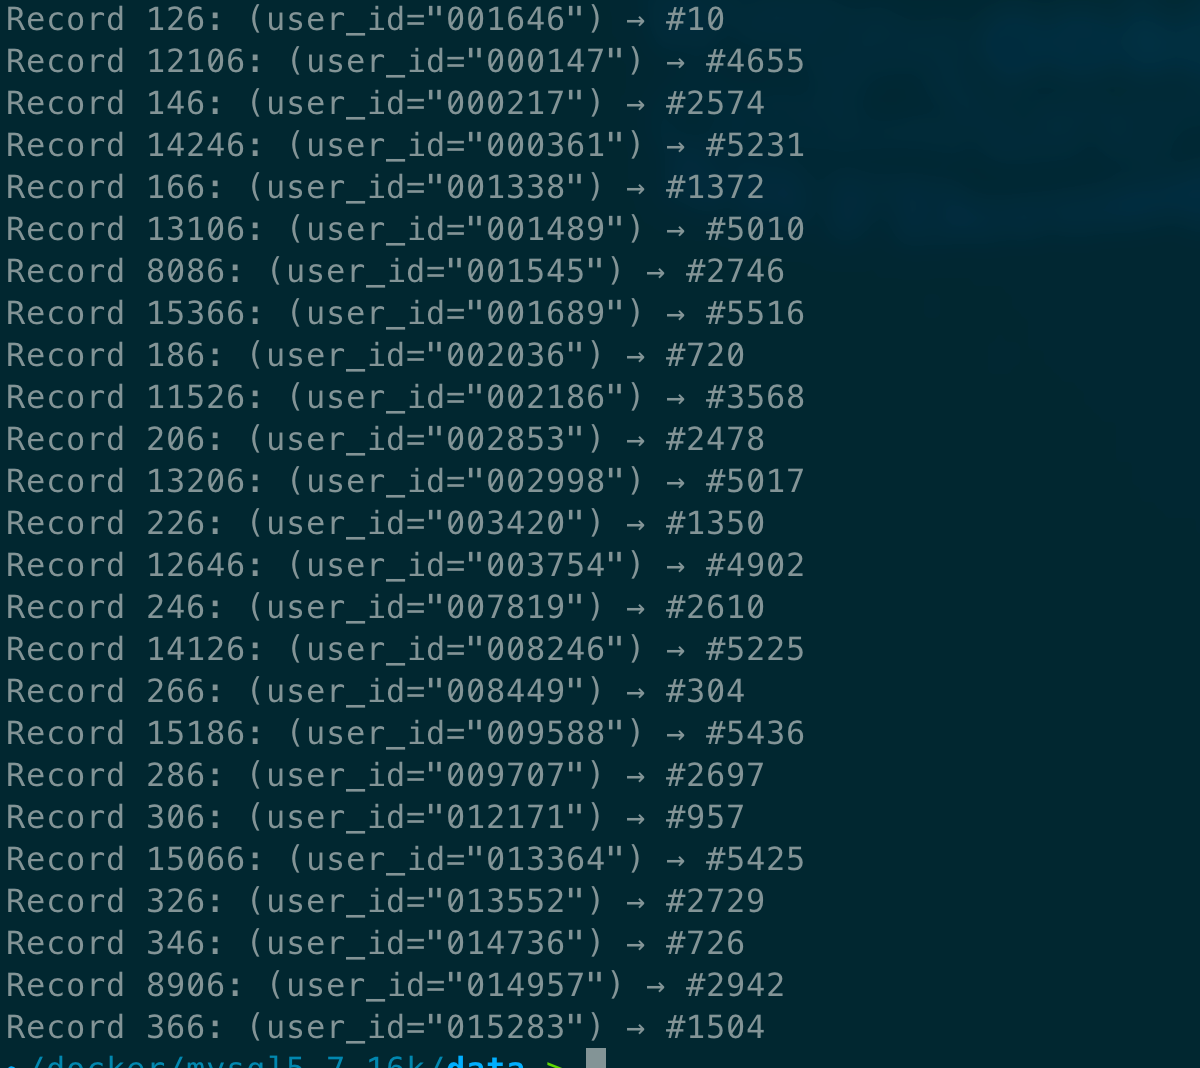 Record 126: (user_id="001646") → #10
Record 12106: (user_id="000147") → #4655
Record 146: (user_id="000217") → #2574
Record 14246: (user_id="000361") → #5231
Record 166: (user_id="001338") → #1372
Record 13106: (user_id="001489") → #5010
Record 8086: (user_id="001545") → #2746
Record 15366: (user_id="001689") → #5516
Record 186: (user_id="002036") → #720
Record 11526: (user_id="002186") → #3568
Record 206: (user_id="002853") → #2478
Record 13206: (user_id="002998") → #5017
Record 226: (user_id="003420") → #1350
Record 12646: (user_id="003754") → #4902
Record 246: (user_id="007819") → #2610
Record 14126: (user_id="008246") → #5225
Record 266: (user_id="008449") → #304
Record 15186: (user_id="009588") → #5436
Record 286: (user_id="009707") → #2697
Record 306: (user_id="012171") → #957
Record 15066: (user_id="013364") → #5425
Record 326: (user_id="013552") → #2729
Record 346: (user_id="014736") → #726
Record 8906: (user_id="014957") → #2942
Record 366: (user_id="015283") → #1504
~/docker/mysql5.7_16k/data >